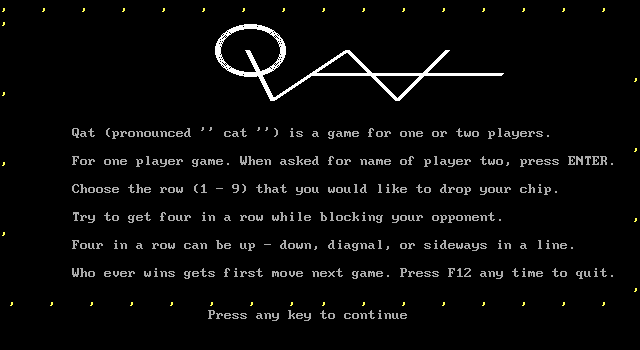 Qat (pronounced '' cat '') is a game for one or two players.
For one player game. When asked for name of player two, press ENTER.
Choose the row (1 - 9) that you would like to drop your chip.
Try to get four in a row while blocking your opponent.
Four in a row can be up - down, diagnal, or sideways in a line.
Who ever wins gets first move next game. Press F12 any time to quit.
Press any key to continue